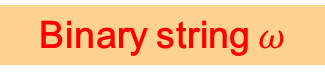 Binary string ω